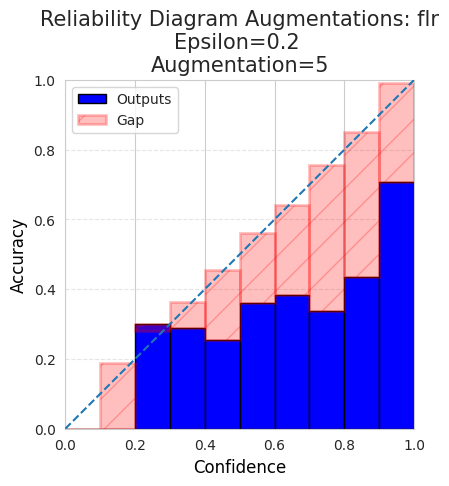 Reliability Diagram Augmentations: flr
Epsilon=0.2
Augmentation=5
1.0
0.8
0.6
0.4
0.2
0.0
Accuracy
Outputs
Gap
0.0 0.2 0.4 0.6 0.8 1.0
Confidence